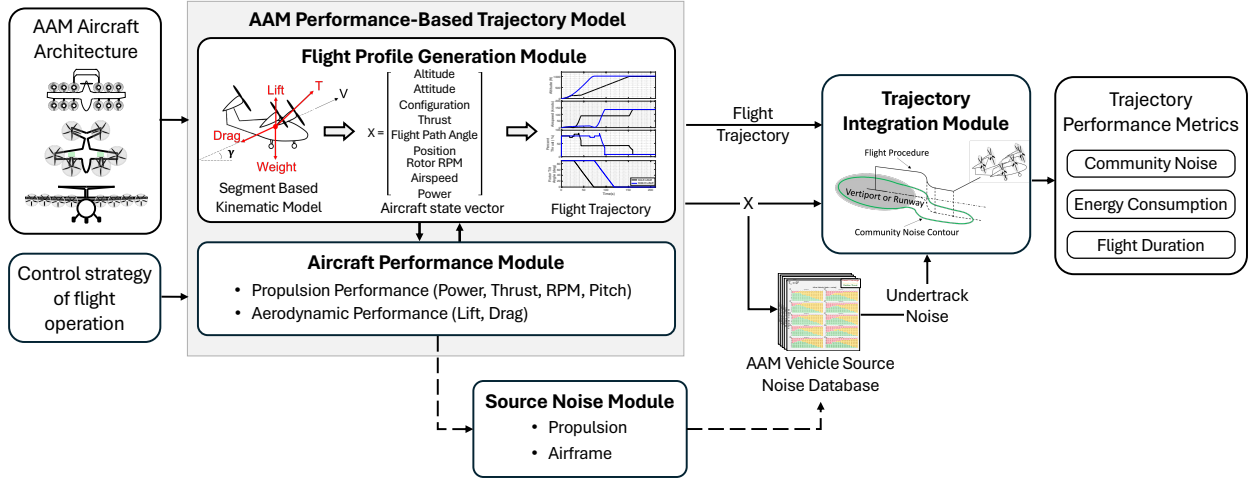 AAM Aircraft
Architecture
Control strategy
of flight
operation
AAM Performance-Based Trajectory Model
Flight Profile Generation Module
Lift
T
V
Drag
γ
Weight
Segment Based
Kinematic Model
X =
Altitude
Attitude
Configuration
Thrust
Flight Path Angle
Position
Rotor RPM
Airspeed
Power
Aircraft state vector
Flight Trajectory
Aircraft Performance Module
• Propulsion Performance (Power, Thrust, RPM, Pitch)
• Aerodynamic Performance (Lift, Drag)
Source Noise Module
• Propulsion
• Airframe
Flight
Trajectory
X
AAM Vehicle Source
Noise Database
Undertrack
Noise
Trajectory
Integration Module
Flight Procedure
Vertiport or Runway
Community Noise Contour
Trajectory
Performance Metrics
Community Noise
Energy Consumption
Flight Duration